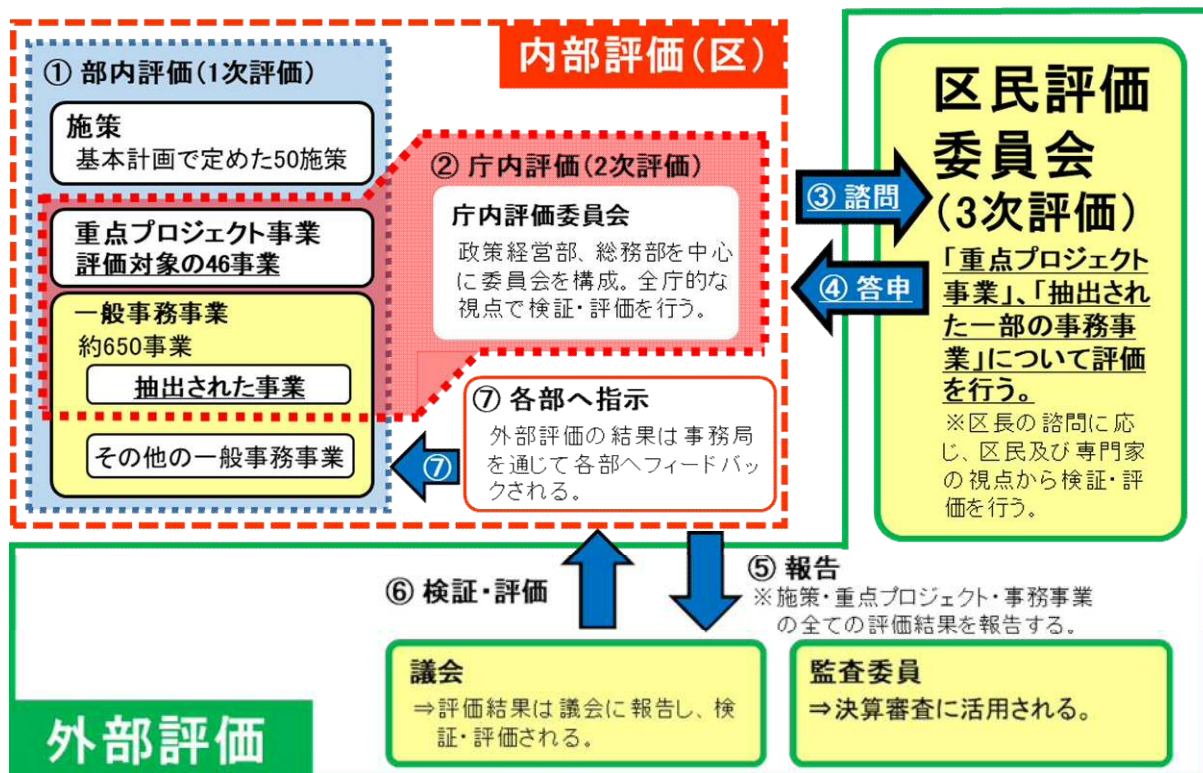 内部評価(区)
① 部内評価(1次評価)
施策
基本計画で定めた50施策
重点プロジェクト事業
評価対象の46事業
一般事務事業
約650事業
抽出された事業
その他の一般事務事業
② 庁内評価(2次評価)
庁内評価委員会
政策経営部、総務部を中心
に委員会を構成。全庁的な
視点で検証・評価を行う。
⑦ 各部へ指示
外部評価の結果は事務局
を通じて各部へフィードバッ
クされる。
⑦
③ 諮問
④ 答申
区民評価
委員会
(3次評価)
「重点プロジェクト
事業」、「抽出され
た一部の事務事
業」について評価
を行う。
※区長の諮問に応
じ、区民及び専門家
の視点から検証・評
価を行う。
⑥ 検証・評価
⑤ 報告
※施策・重点プロジェクト・事務事業
の全ての評価結果を報告する。
議会
⇒評価結果は議会に報告し、検
証・評価される。
監査委員
⇒決算審査に活用される。
外部評価